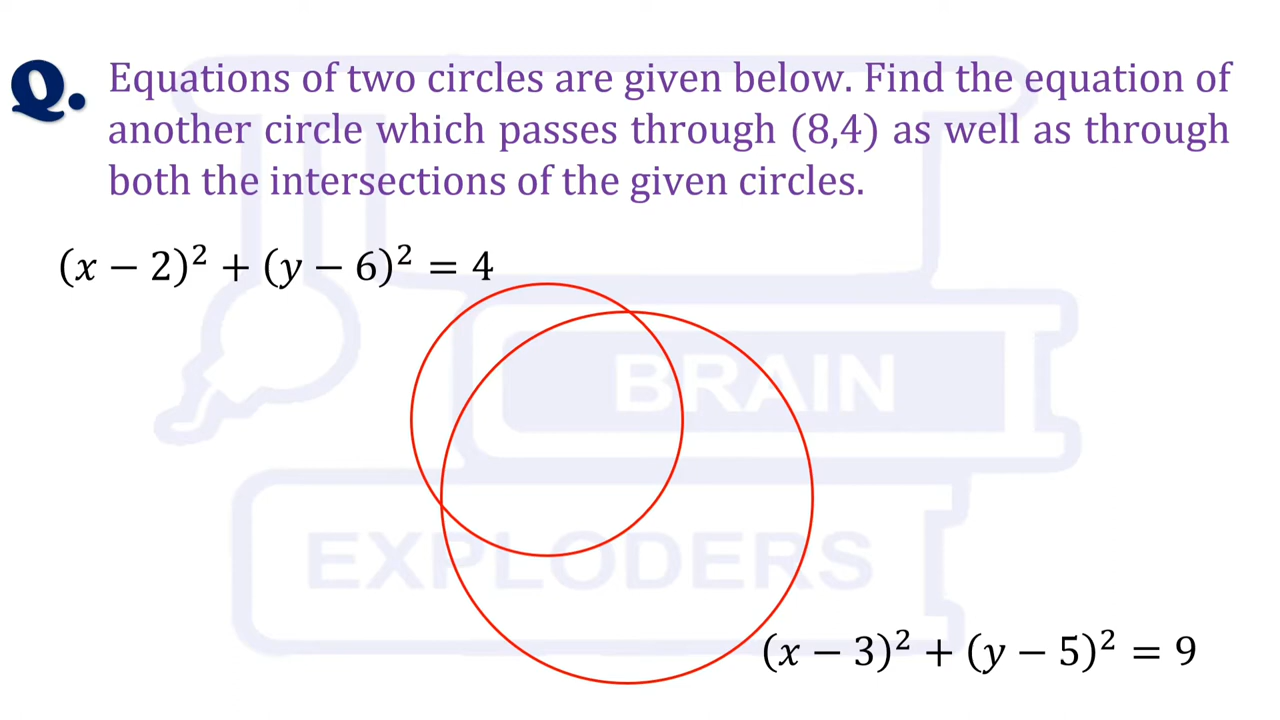 Q. Equations of two circles are given below. Find the equation of
another circle which passes through (8,4) as well as through
both the intersections of the given circles.
(x − 2)² + (y − 6)² = 4
BRAIN
EXPLODERS
(x − 3)² + (y − 5)² = 9